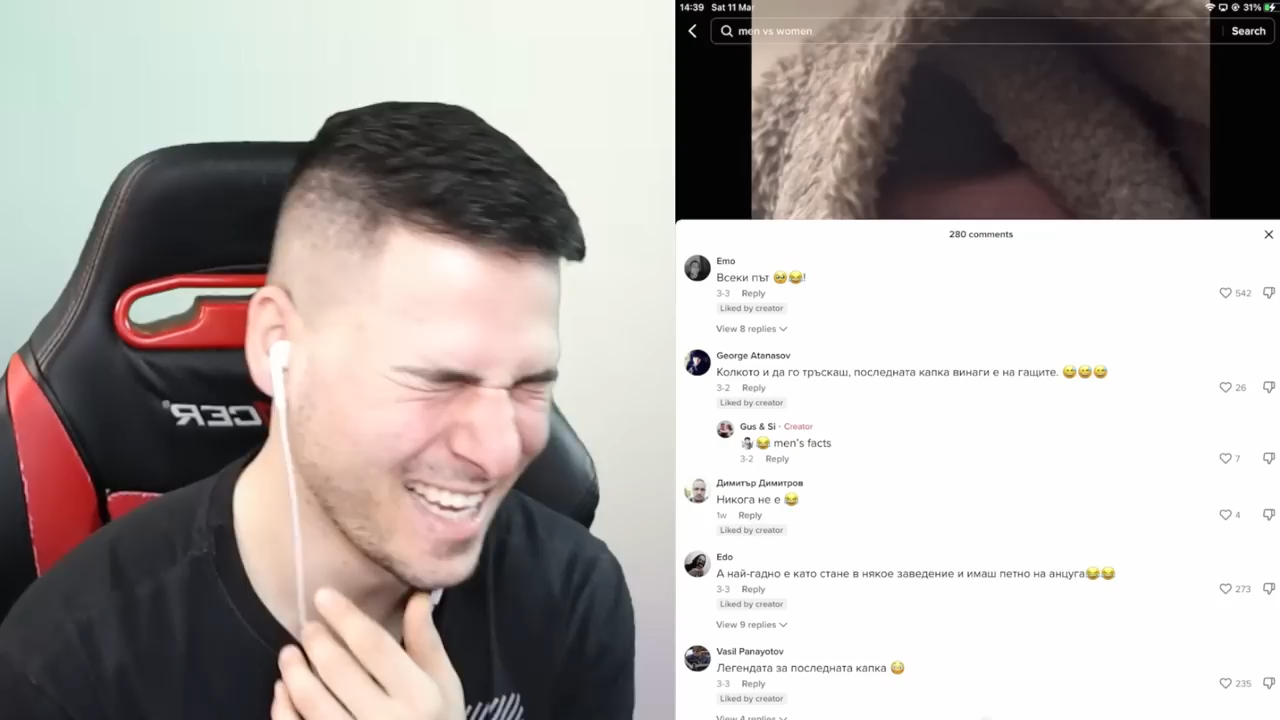 14:39 Sat 11 Mar
31%
men vs women
Search
280 comments
Emo
Всеки път 🥹😂!
3-3 Reply
542
Liked by creator
View 8 replies
George Atanasov
Колкото и да го тръскаш, последната капка винаги е на гащите. 😅😅😅
3-2 Reply
26
Liked by creator
Gus & Si · Creator
😂 men's facts
3-2 Reply
7
Димитър Димитров
Никога не е 😂
1w Reply
4
Liked by creator
Edo
А най-гадно е като стане в някое заведение и имаш петно на анцуга😂😂
3-3 Reply
273
Liked by creator
View 9 replies
Vasil Panayotov
Легендата за последната капка 😳
3-3 Reply
235
Liked by creator
View 4 replies